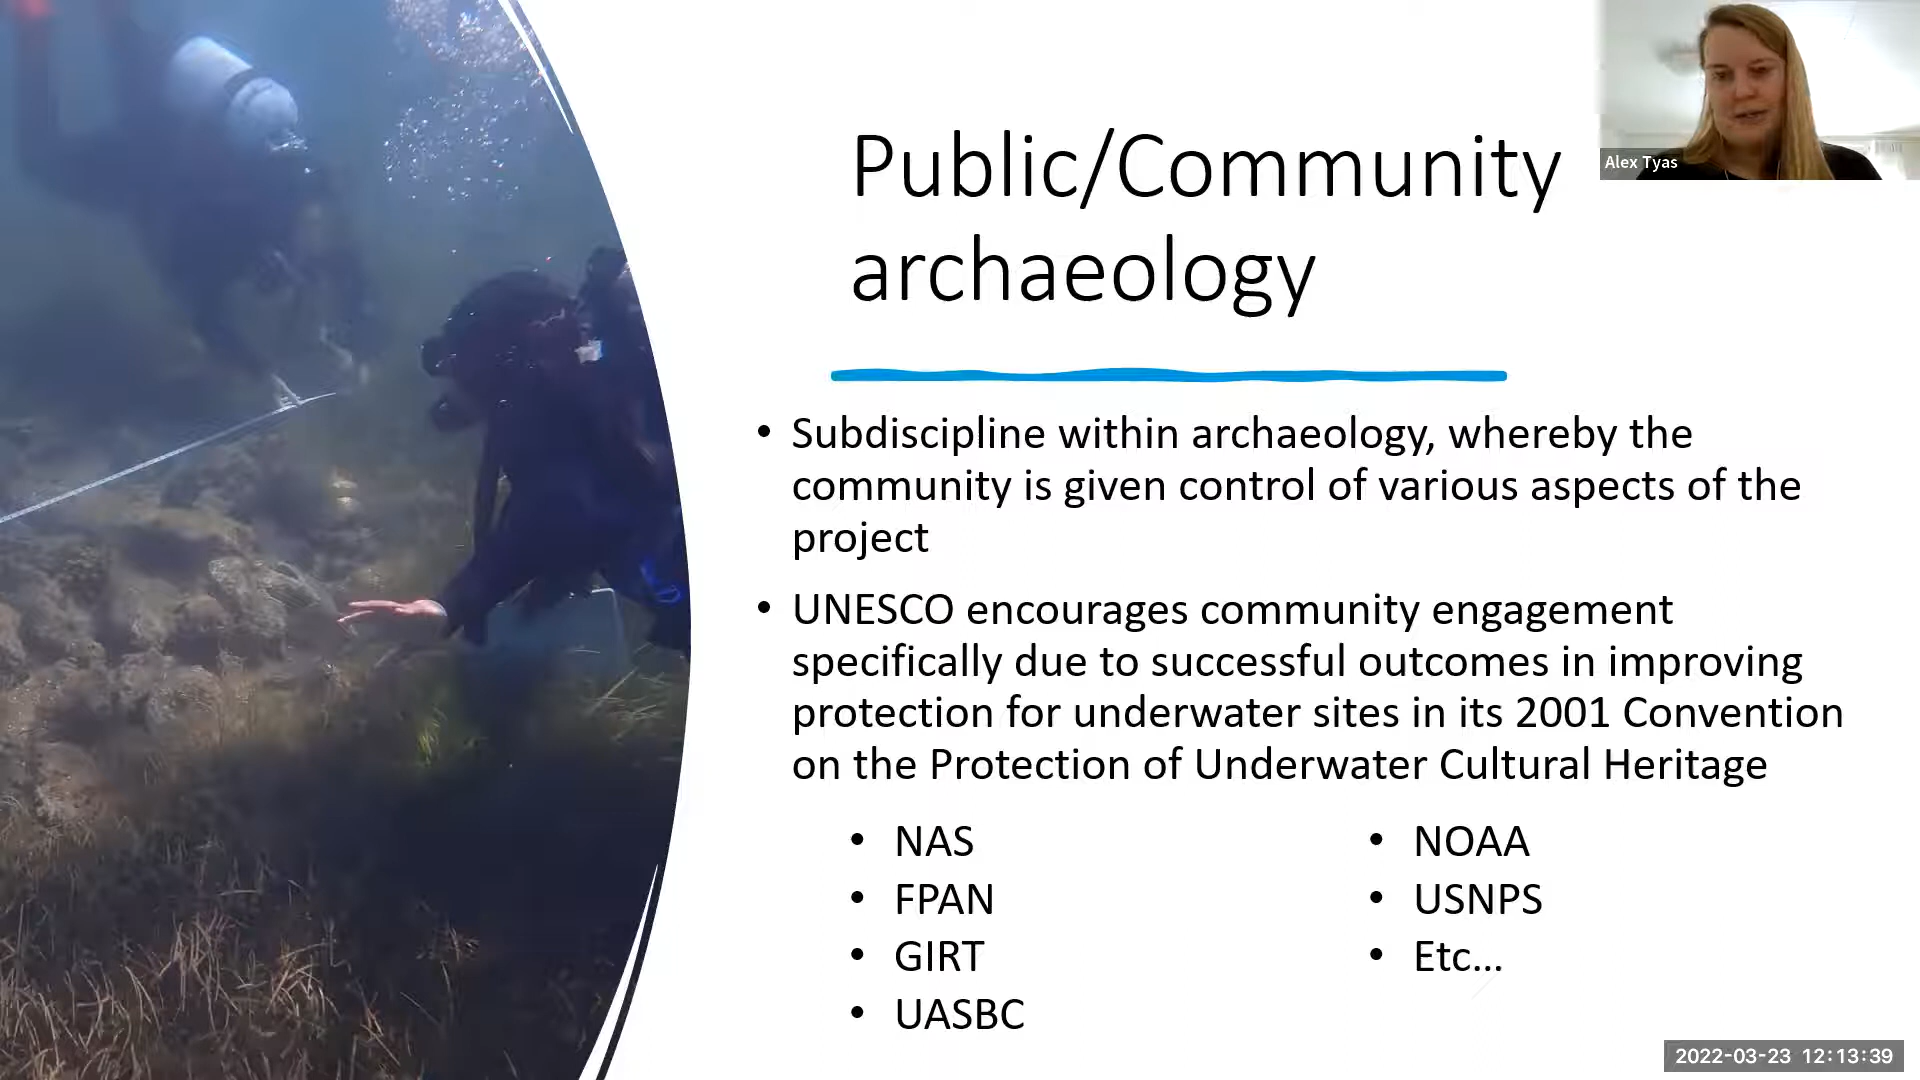 Public/Community
archaeology
Alex Tyas
• Subdiscipline within archaeology, whereby the
community is given control of various aspects of the
project
• UNESCO encourages community engagement
specifically due to successful outcomes in improving
protection for underwater sites in its 2001 Convention
on the Protection of Underwater Cultural Heritage
• NAS
• FPAN
• GIRT
• UASBC
• NOAA
• USNPS
• Etc...
2022-03-23 12:13:39